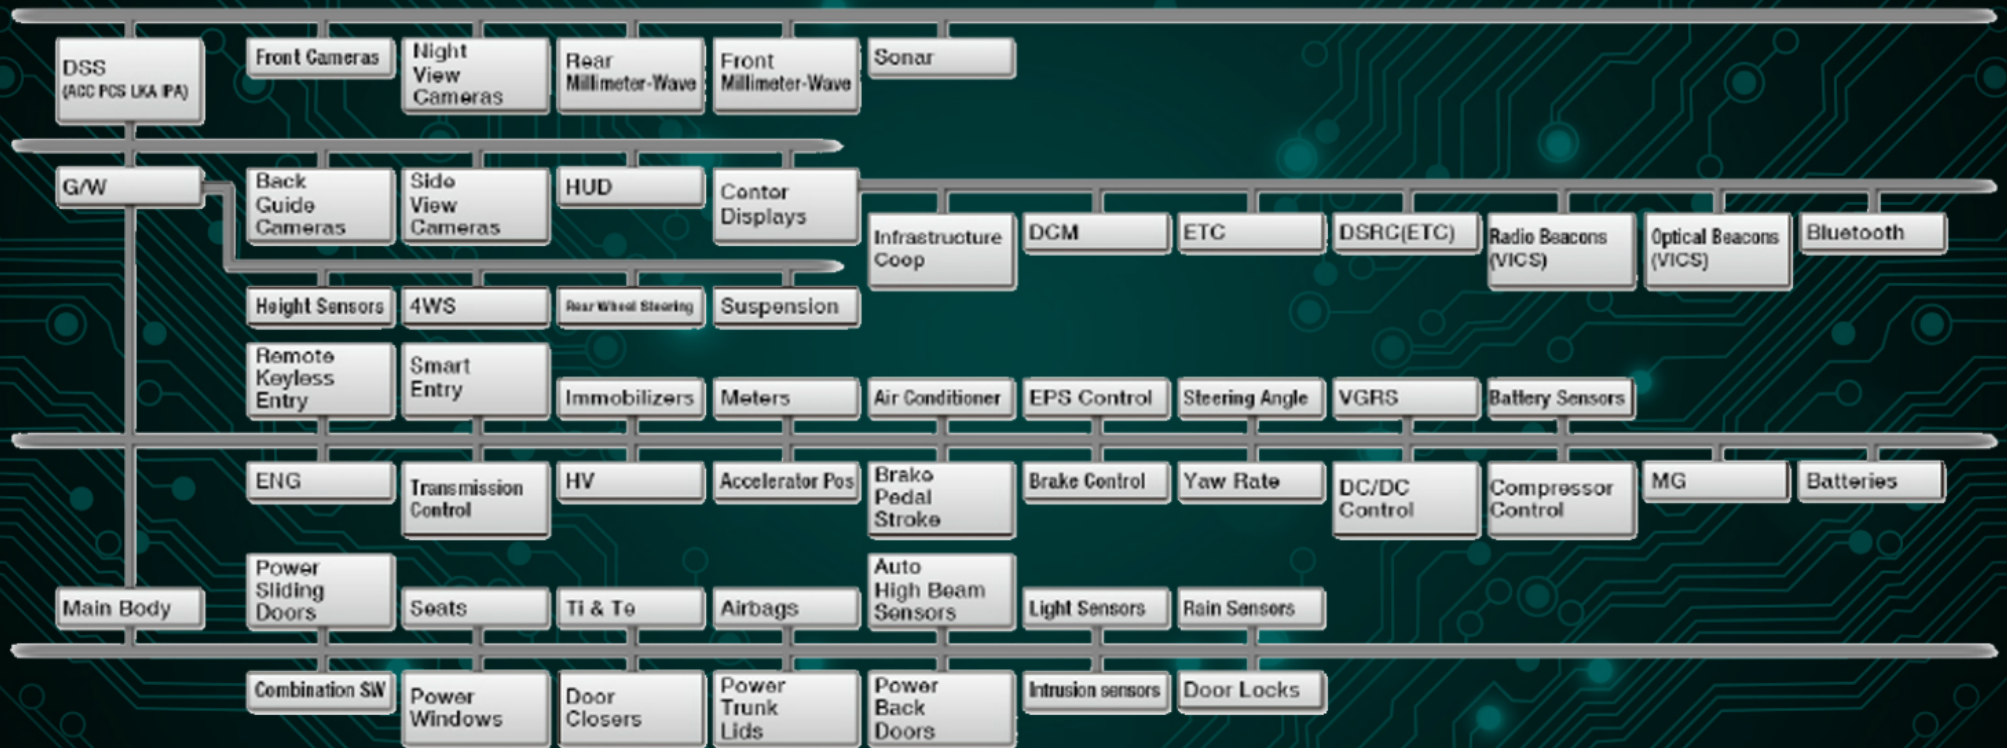 DSS
(ACC PCS LKA IPA)
Front Cameras
Night
View
Cameras
Rear
Millimeter-Wave
Front
Millimeter-Wave
Sonar
G/W
Back
Guide
Cameras
Side
View
Cameras
HUD
Contor
Displays
Infrastructure
Coop
DCM
ETC
DSRC(ETC)
Radio Beacons
(VICS)
Optical Beacons
(VICS)
Bluetooth
Height Sensors
4WS
Rear Wheel Steering
Suspension
Remote
Keyless
Entry
Smart
Entry
Immobilizers
Meters
Air Conditioner
EPS Control
Steering Angle
VGRS
Battery Sensors
ENG
Transmission
Control
HV
Accelerator Pos
Brake
Pedal
Stroke
Brake Control
Yaw Rate
DC/DC
Control
Compressor
Control
MG
Batteries
Main Body
Power
Sliding
Doors
Seats
Ti & Te
Airbags
Auto
High Beam
Sensors
Light Sensors
Rain Sensors
Combination SW
Power
Windows
Door
Closers
Power
Trunk
Lids
Power
Back
Doors
Intrusion sensors
Door Locks